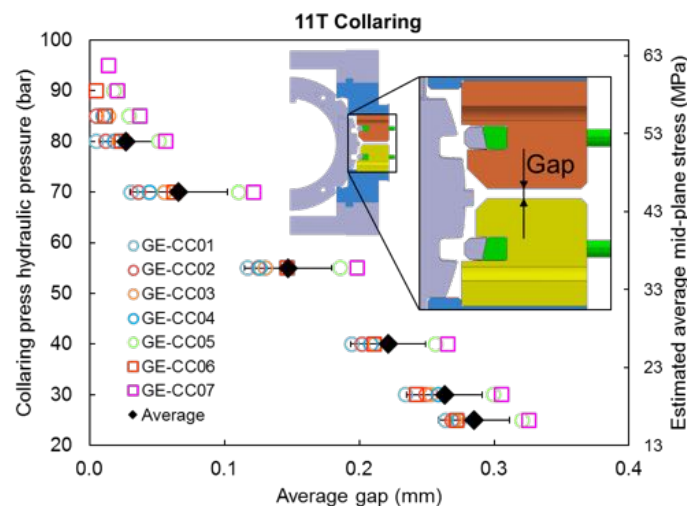 11T Collaring
Collaring press hydraulic pressure (bar)
100
90
80
70
60
50
40
30
20
63
53
43
33
26
13
Estimated average mid-plane stress (MPa)
Gap
GE-CC01
GE-CC02
GE-CC03
GE-CC04
GE-CC05
GE-CC06
GE-CC07
Average
0.0
0.1
0.2
0.3
0.4
Average gap (mm)